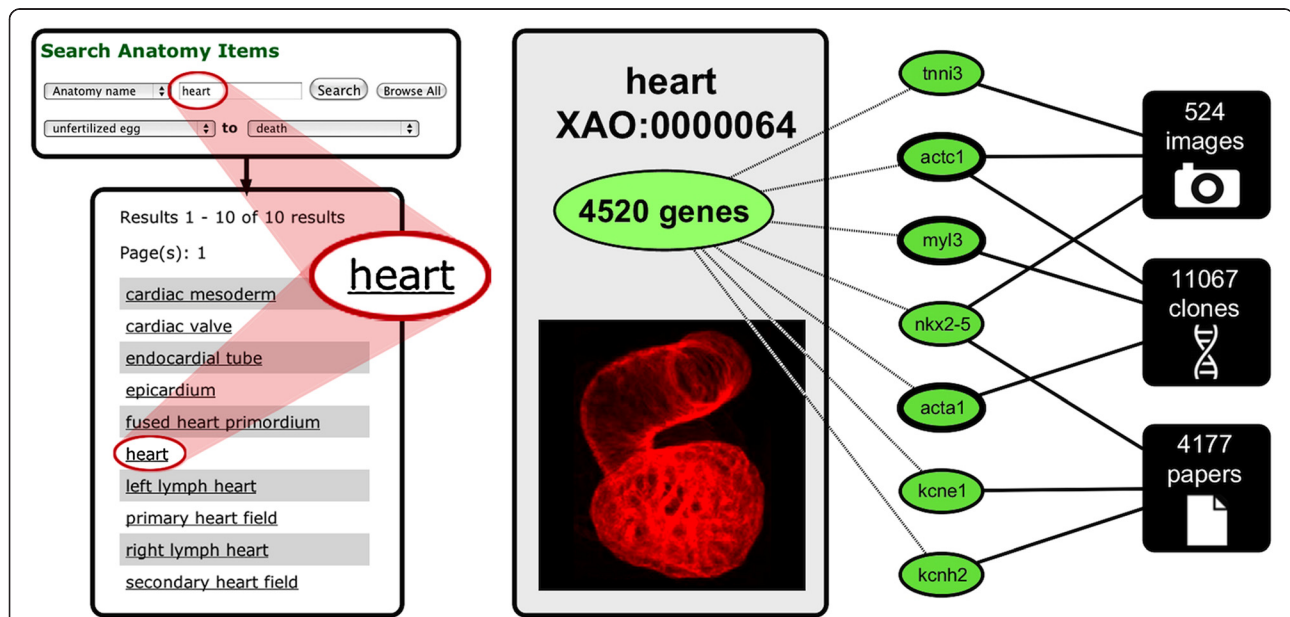 Search Anatomy Items
Anatomy name heart Search Browse All
unfertilized egg to death
Results 1 - 10 of 10 results
Page(s): 1
cardiac mesoderm
cardiac valve
endocardial tube
epicardium
fused heart primordium
heart
left lymph heart
primary heart field
right lymph heart
secondary heart field
heart
heart
XAO:0000064
4520 genes
tnni3
actc1
myl3
nkx2-5
acta1
kcne1
kcnh2
524
images
11067
clones
4177
papers